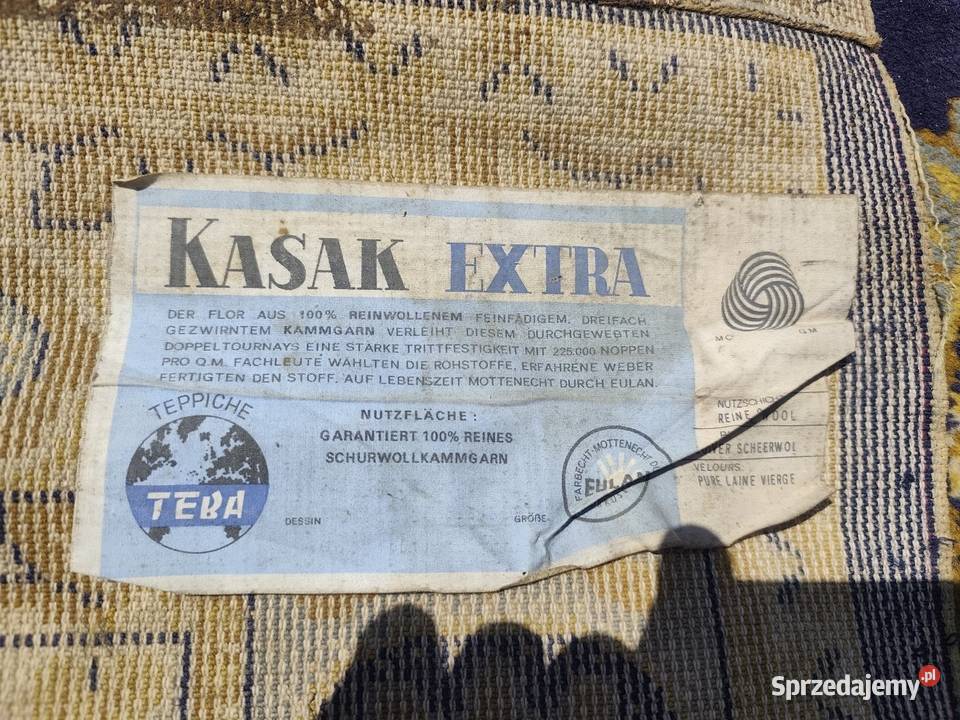 KASAK EXTRA
DER FLOR AUS 100% REINWOLLENEM FEINFÄDIGEM, DREIFACH
GEZWIRNTEM KAMMGARN VERLEIHT DIESEM DURCHGEWEBTEN
DOPPELTOURNAYS EINE STARKE TRITTFESTIGKEIT MIT 225.000 NOPPEN
PRO Q.M. FACHLEUTE WÄHLTEN DIE ROHSTOFFE, ERFAHRENE WEBER
FERTIGTEN DEN STOFF. AUF LEBENSZEIT MOTTENECHT DURCH EULAN.
TEPPICHE
TEBA
NUTZFLÄCHE :
GARANTIERT 100% REINES
SCHURWOLLKAMMGARN
DESSIN
GRÖßE
FARBECHT-MOTTENECHT
EULAN
MC GM
NUTZSCHICHT
REINE
SCHEERWOL
VELOURS:
PURE LAINE VIERGE
Sprzedajemy.pl